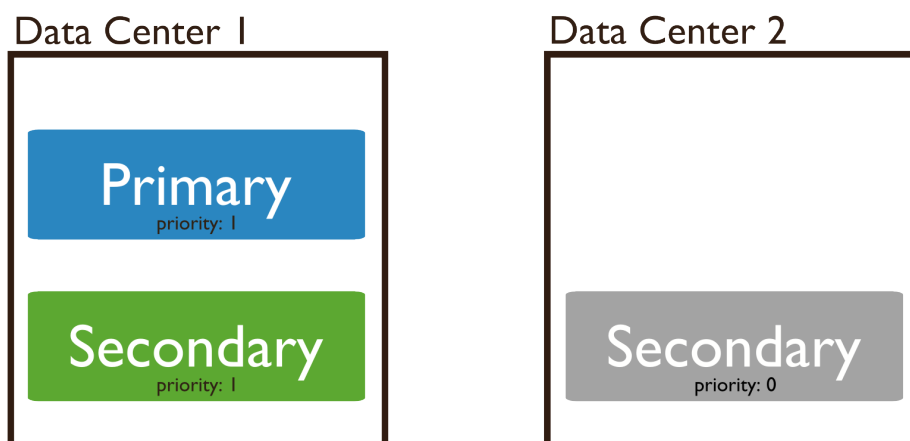 Data Center 1
Data Center 2
Primary
priority: 1
Secondary
priority: 1
Secondary
priority: 0